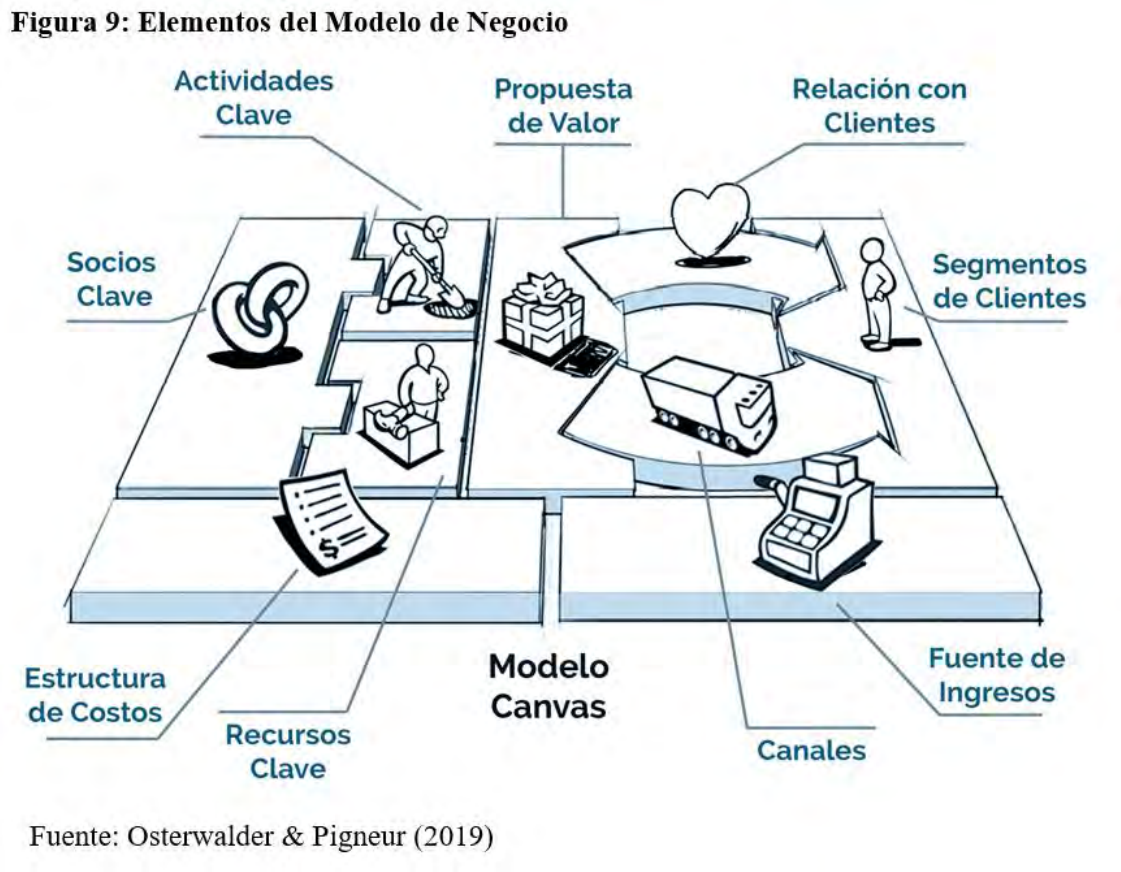 Figura 9: Elementos del Modelo de Negocio
Actividades
Clave
Propuesta
de Valor
Relación con
Clientes
Socios
Clave
Segmentos
de Clientes
Estructura
de Costos
Recursos
Clave
Modelo
Canvas
Canales
Fuente de
Ingresos
$
Fuente: Osterwalder & Pigneur (2019)